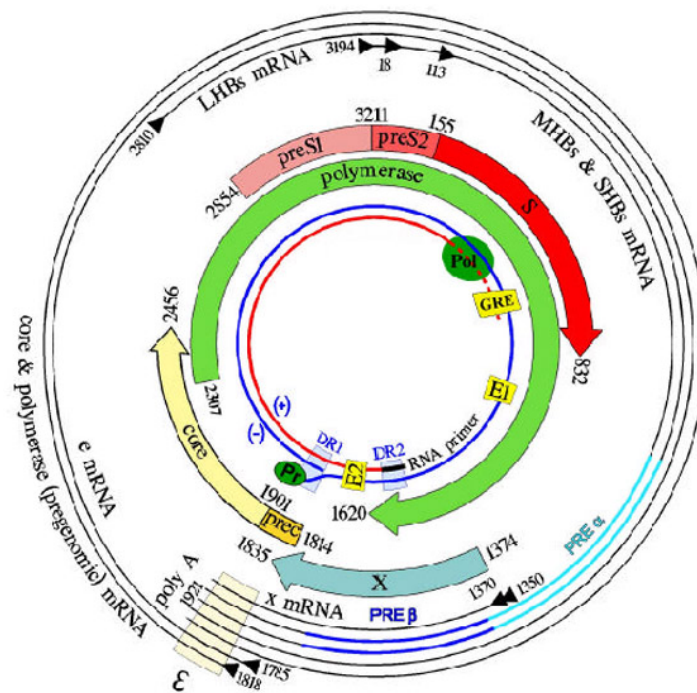 3194
18
113
LHBs mRNA
2810
MHBs & SHBs mRNA
3211
155
preS1
preS2
2854
polymerase
S
Pol
GRE
2456
832
E1
2307
(+)
(-)
core
DR1
DR2
RNA primer
E2
Pr
1901
prec
1814
1620
1835
X
1374
1370
1350
PRE α
PRE β
x mRNA
e mRNA
core & polymerase (pregenomic) mRNA
poly A
1921
ε
1785
1818